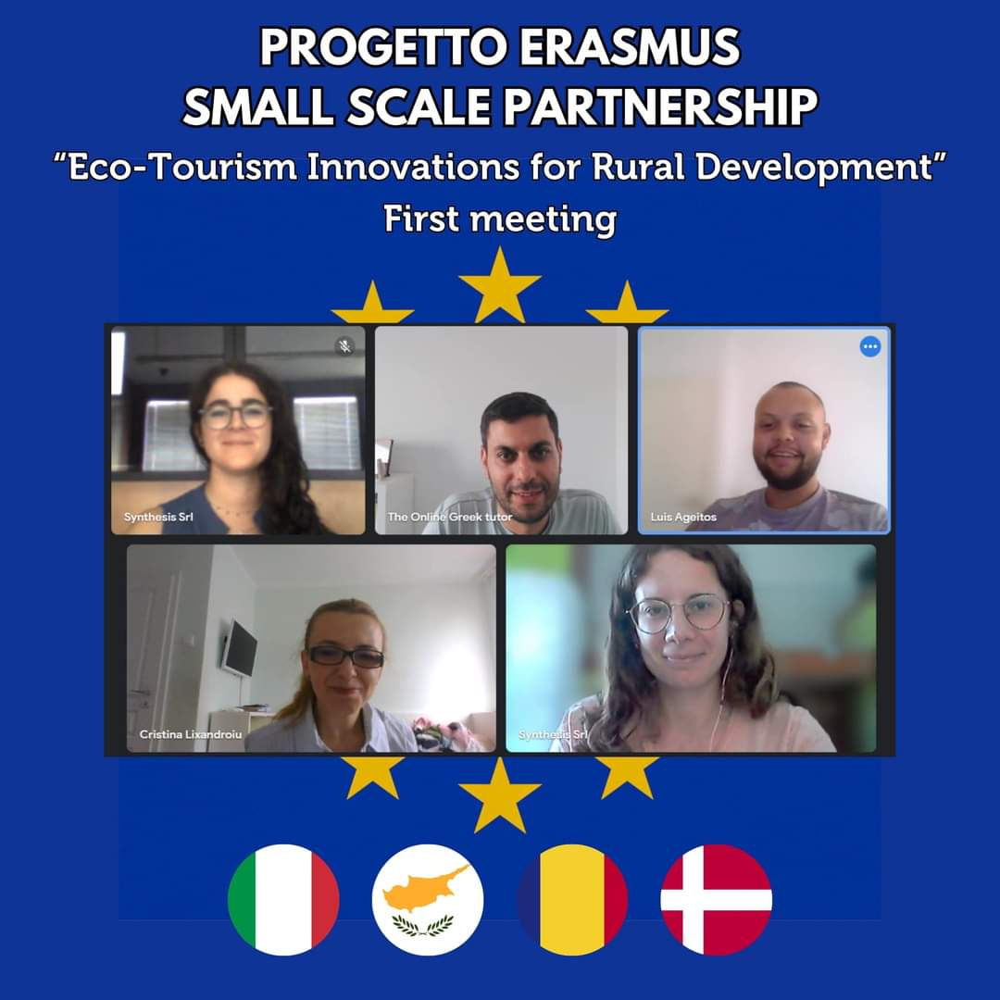 PROGETTO ERASMUS
SMALL SCALE PARTNERSHIP
“Eco-Tourism Innovations for Rural Development”
First meeting
Synthesis Srl
The Online Greek tutor
Luis Ageitos
Cristina Lixandroiu
Synthesis Srl